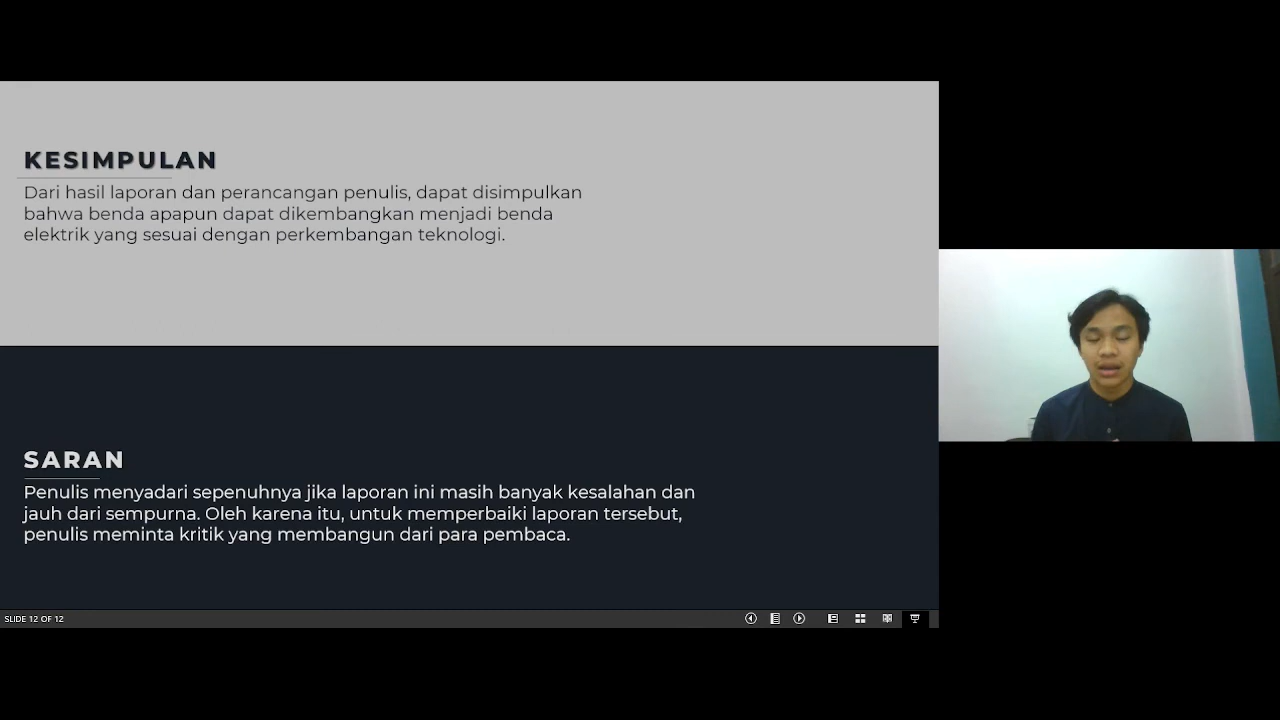 KESIMPULAN
Dari hasil laporan dan perancangan penulis, dapat disimpulkan
bahwa benda apapun dapat dikembangkan menjadi benda
elektrik yang sesuai dengan perkembangan teknologi.
SARAN
Penulis menyadari sepenuhnya jika laporan ini masih banyak kesalahan dan
jauh dari sempurna. Oleh karena itu, untuk memperbaiki laporan tersebut,
penulis meminta kritik yang membangun dari para pembaca.
SLIDE 12 OF 12